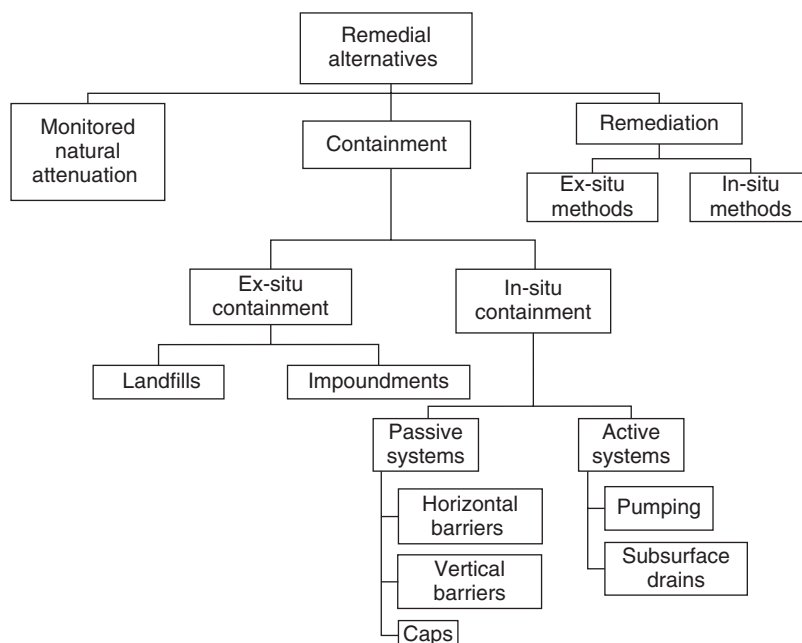 Remedial
alternatives
Monitored
natural
attenuation
Containment
Remediation
Ex-situ
methods
In-situ
methods
Ex-situ
containment
In-situ
containment
Landfills
Impoundments
Passive
systems
Active
systems
Horizontal
barriers
Pumping
Vertical
barriers
Subsurface
drains
Caps